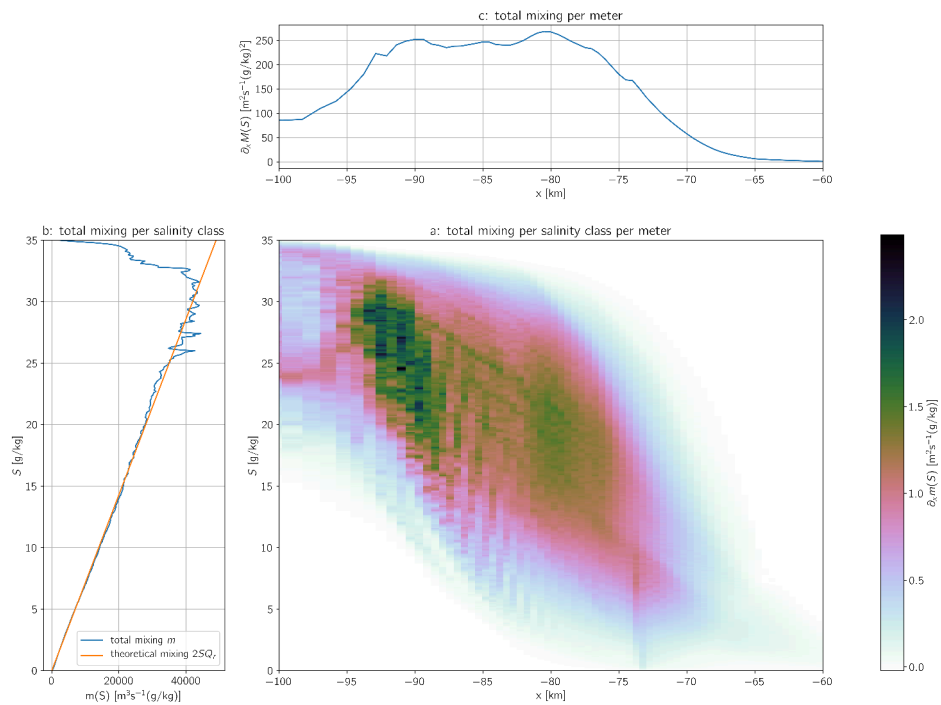 c: total mixing per meter
∂ₓM(S) [m²s⁻¹(g/kg)²]
250
200
150
100
50
0
−100 −95 −90 −85 −80 −75 −70 −65 −60
x [km]
b: total mixing per salinity class
S [g/kg]
35
30
25
20
15
10
5
0
total mixing m
theoretical mixing 2SQᵣ
0 20000 40000
m(S) [m³s⁻¹(g/kg)]
a: total mixing per salinity class per meter
S [g/kg]
35
30
25
20
15
10
5
0
−100 −95 −90 −85 −80 −75 −70 −65 −60
x [km]
2.0
1.5
1.0
0.5
0.0
∂ₓm(S) [m²s⁻¹(g/kg)]